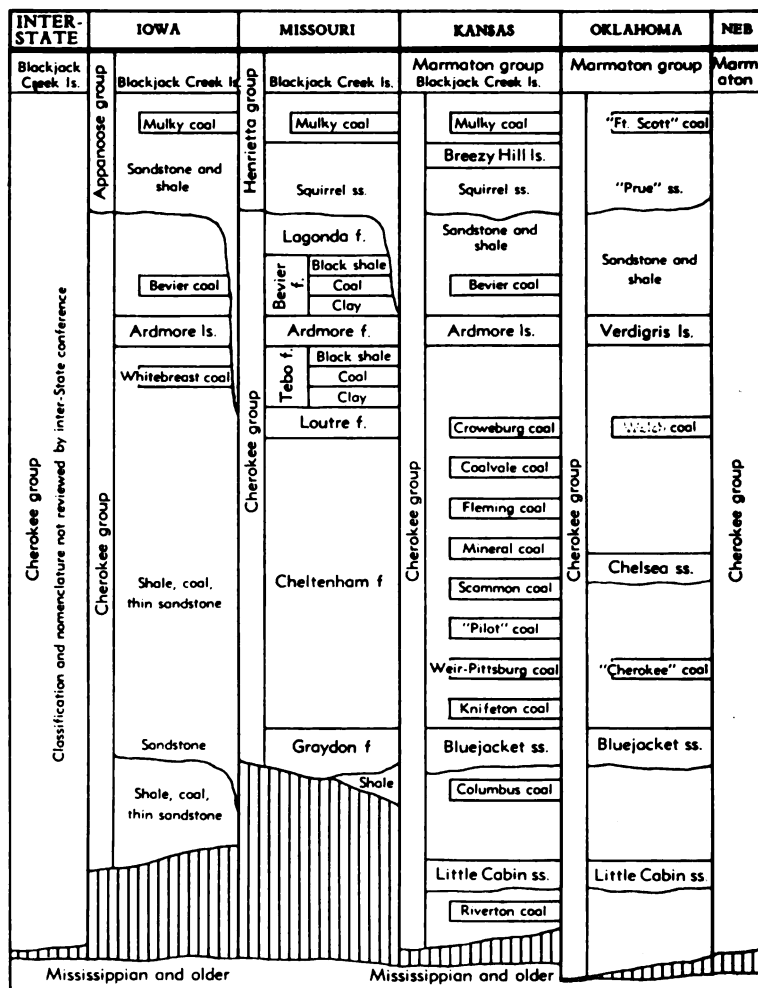 INTER-
STATE
IOWA
MISSOURI
KANSAS
OKLAHOMA
NEB
Blackjack
Creek ls.
Blackjack Creek ls.
Blackjack Creek ls.
Marmaton group
Blackjack Creek ls.
Marmaton group
Marm
aton
Cherokee group
Classification and nomenclature not reviewed by inter-State conference
Appanoose group
Mulky coal
Sandstone and
shale
Bevier coal
Ardmore ls.
Whitebreast coal
Cherokee group
Shale, coal,
thin sandstone
Sandstone
Shale, coal,
thin sandstone
Henrietta group
Mulky coal
Squirrel ss.
Lagonda f.
Bevier
f.
Black shale
Coal
Clay
Ardmore f.
Tebo f.
Black shale
Coal
Clay
Loutre f.
Cherokee group
Cheltenham f
Graydon f
Shale
Mulky coal
Breezy Hill ls.
Squirrel ss.
Sandstone and
shale
Bevier coal
Ardmore ls.
Cherokee group
Croweburg coal
Coalvale coal
Fleming coal
Mineral coal
Scammon coal
"Pilot" coal
Weir-Pittsburg coal
Knifeton coal
Bluejacket ss.
Columbus coal
Little Cabin ss.
Riverton coal
"Ft. Scott" coal
"Prue" ss.
Sandstone and
shale
Verdigris ls.
Cherokee group
Welch coal
Chelsea ss.
"Cherokee" coal
Bluejacket ss.
Little Cabin ss.
Cherokee group
Mississippian and older
Mississippian and older